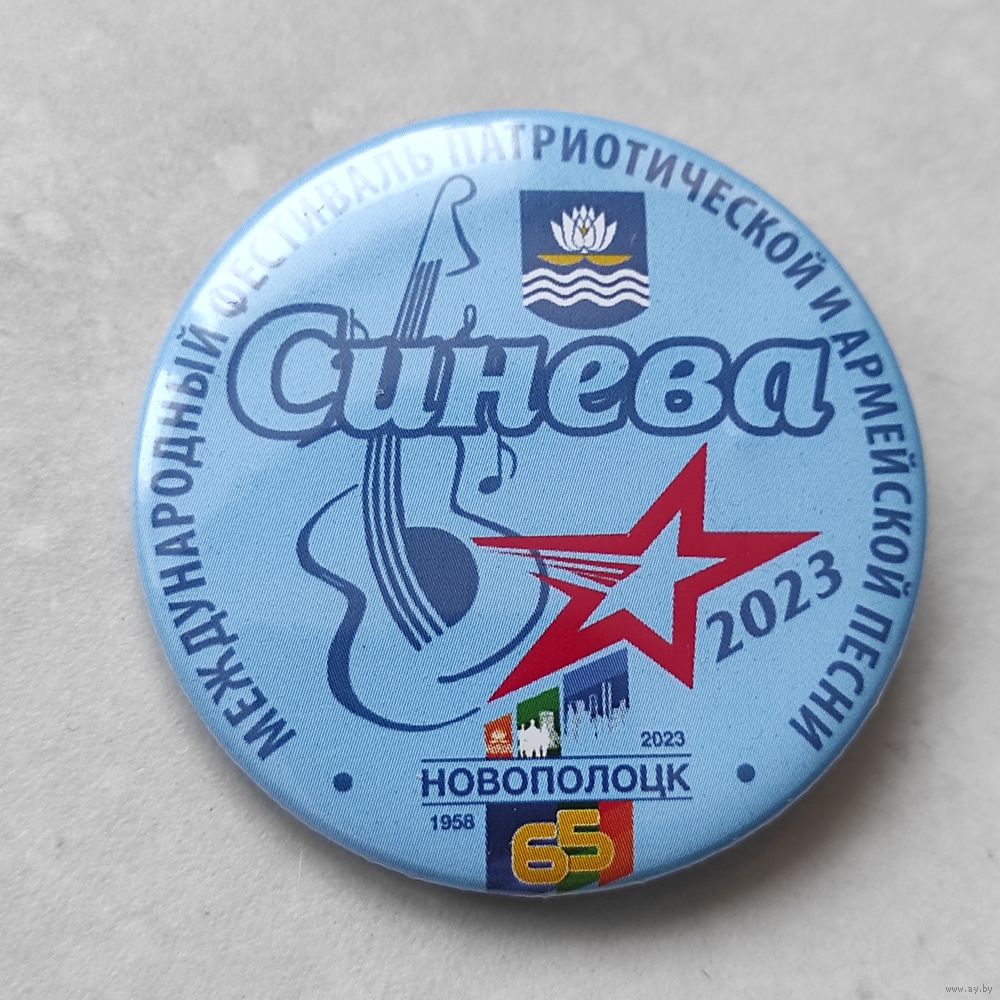 МЕЖДУНАРОДНЫЙ ФЕСТИВАЛЬ ПАТРИОТИЧЕСКОЙ И АРМЕЙСКОЙ ПЕСНИ
Синева
2023
2023
НОВОПОЛОЦК
1958
65
www.ay.by